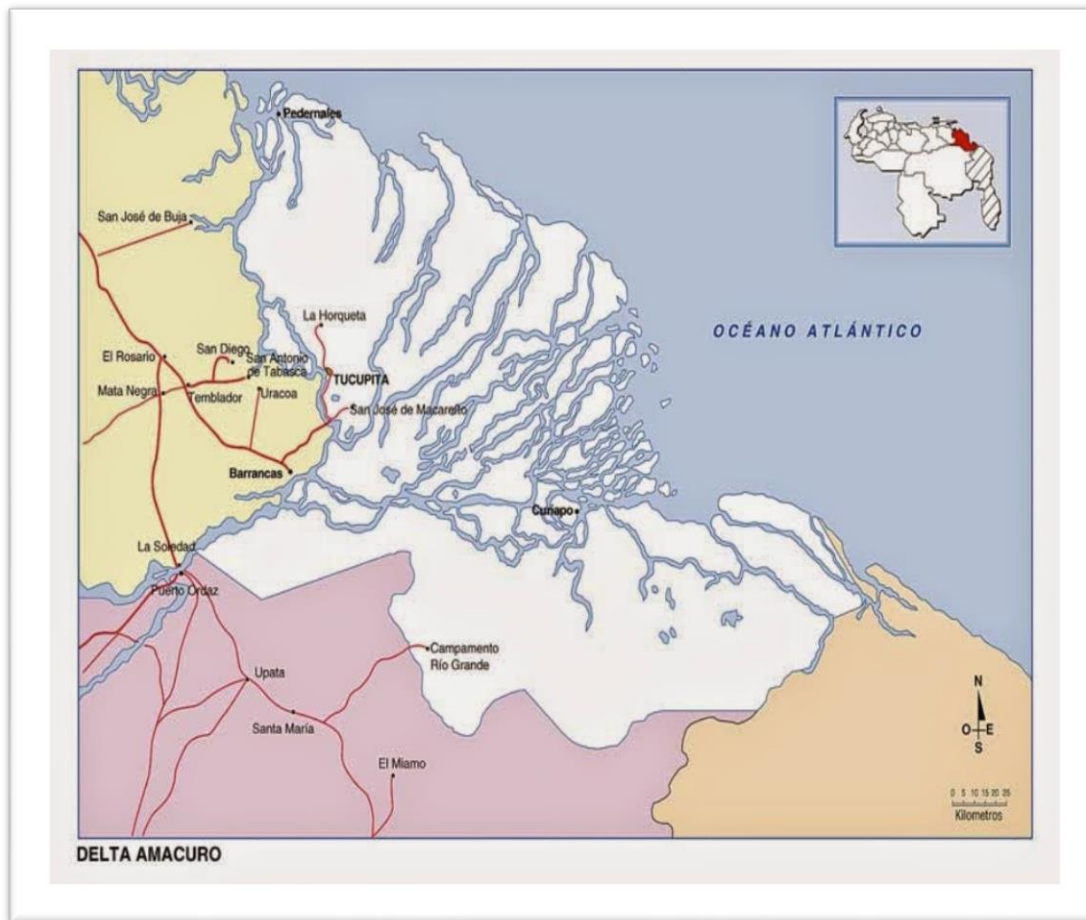 Pedernales
San José de Buja
OCÉANO ATLÁNTICO
La Horqueta
San Diego
El Rosario
San Antonio
de Tabasca
TUCUPITA
Mata Negra
Temblador
Uracoa
San José de Macareito
Barrancas
Curiapo
La Soledad
Puerto Ordaz
Campamento
Río Grande
Upata
Santa María
El Miamo
N
O
E
S
0 5 10 15 20 25
Kilometros
DELTA AMACURO